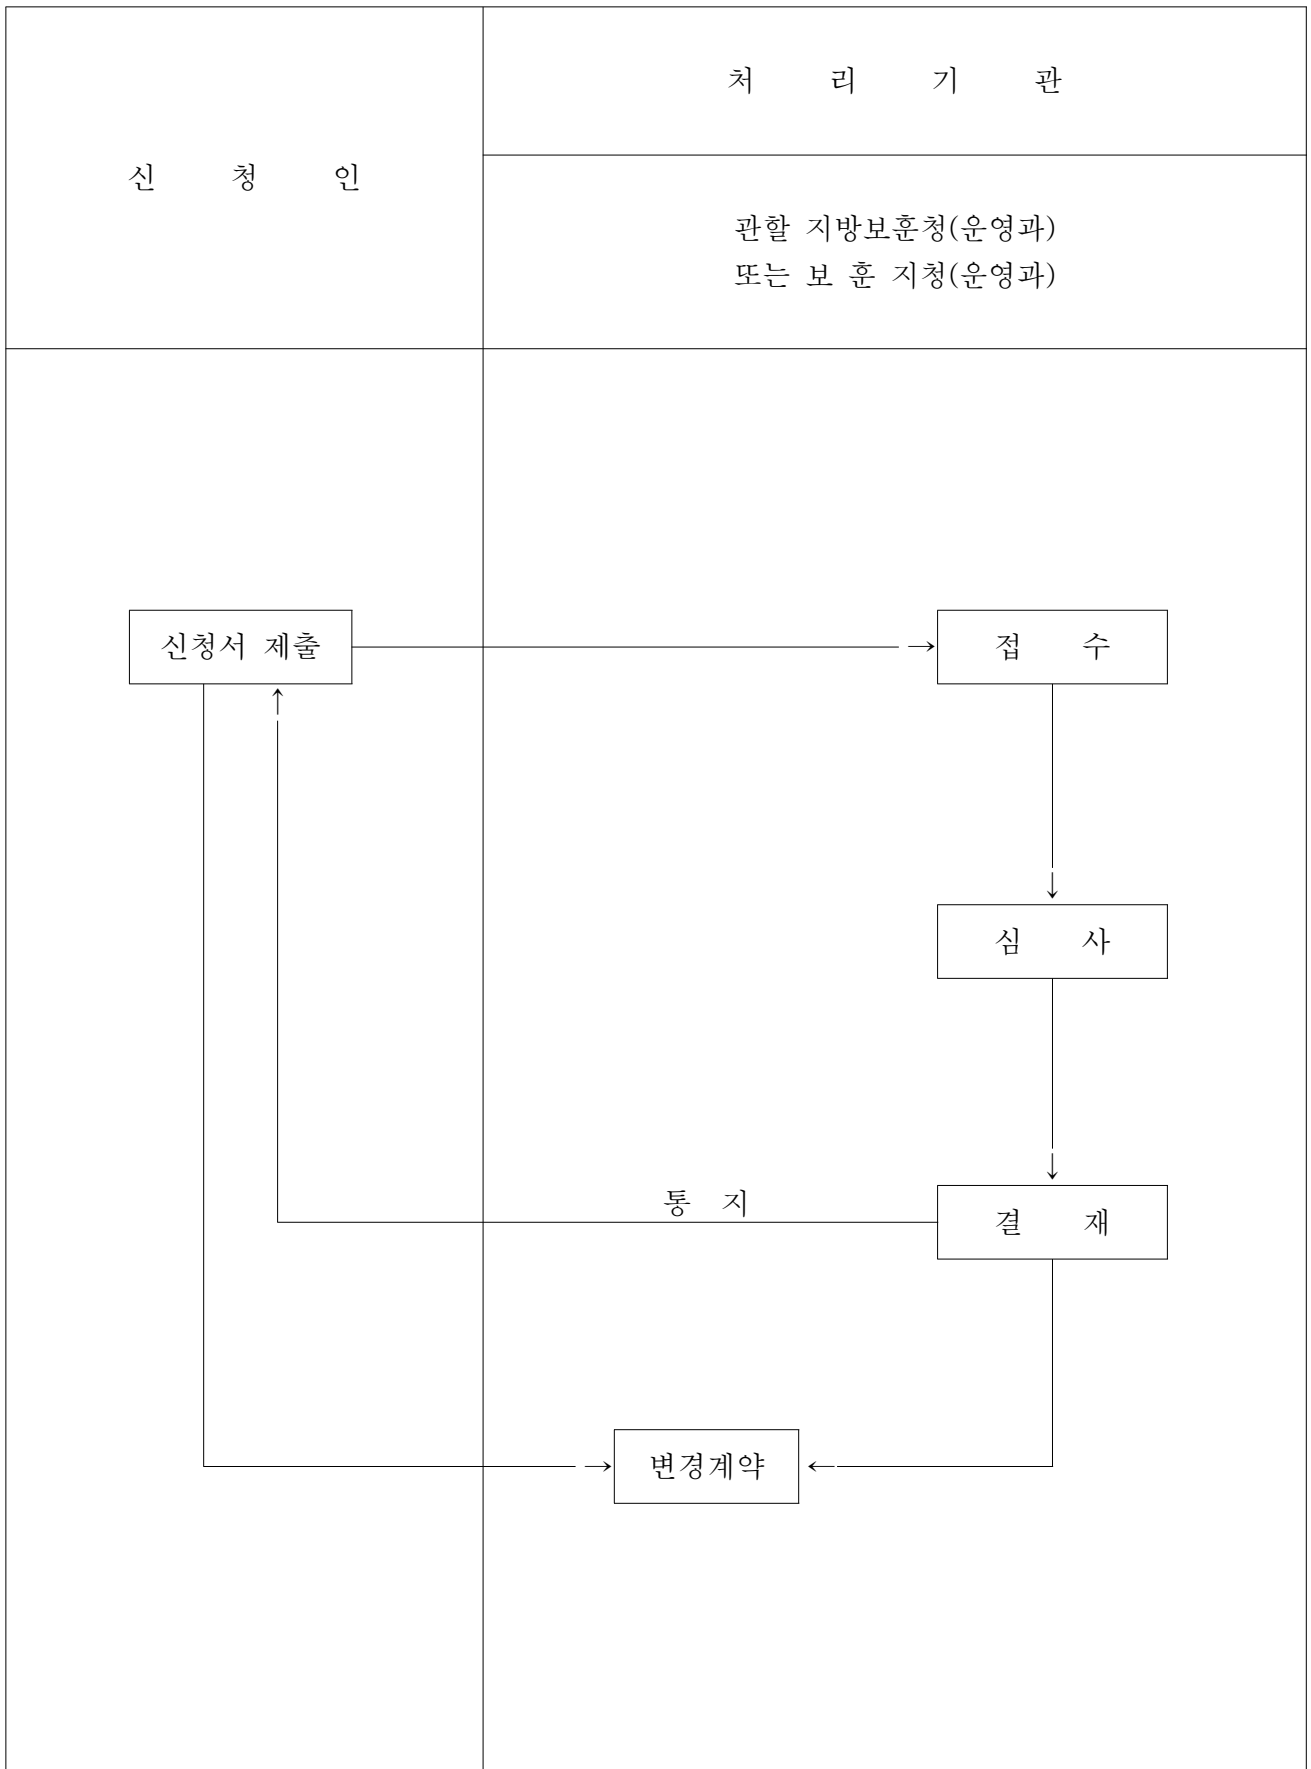 처 리 기 관
신 청 인
관할 지방보훈청(운영과)
또는 보 훈 지청(운영과)
신청서 제출
접 수
심 사
통 지
결 재
변경계약